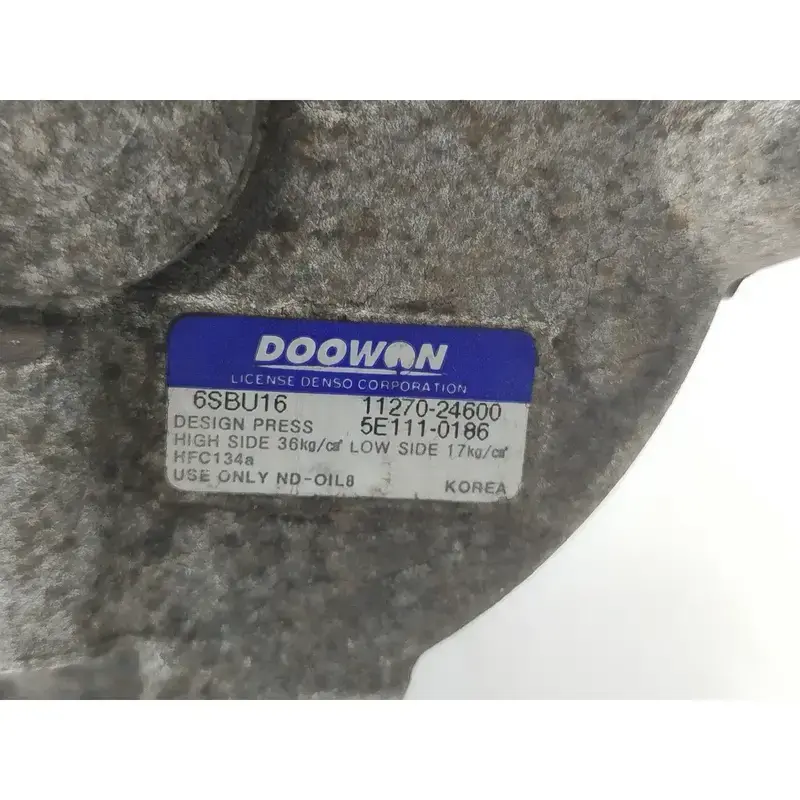 DOOWON
LICENSE DENSO CORPORATION
6SBU16 11270-24600
DESIGN PRESS 5E111-0186
HIGH SIDE 36kg/c㎡ LOW SIDE 17kg/c㎡
HFC134a
USE ONLY ND-OIL8 KOREA